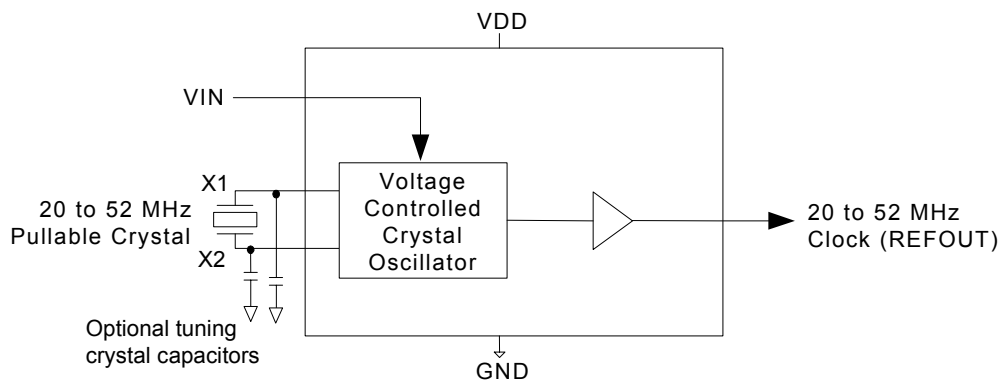 VDD
VIN
X1
20 to 52 MHz
Pullable Crystal
X2
Voltage
Controlled
Crystal
Oscillator
20 to 52 MHz
Clock (REFOUT)
Optional tuning
crystal capacitors
GND